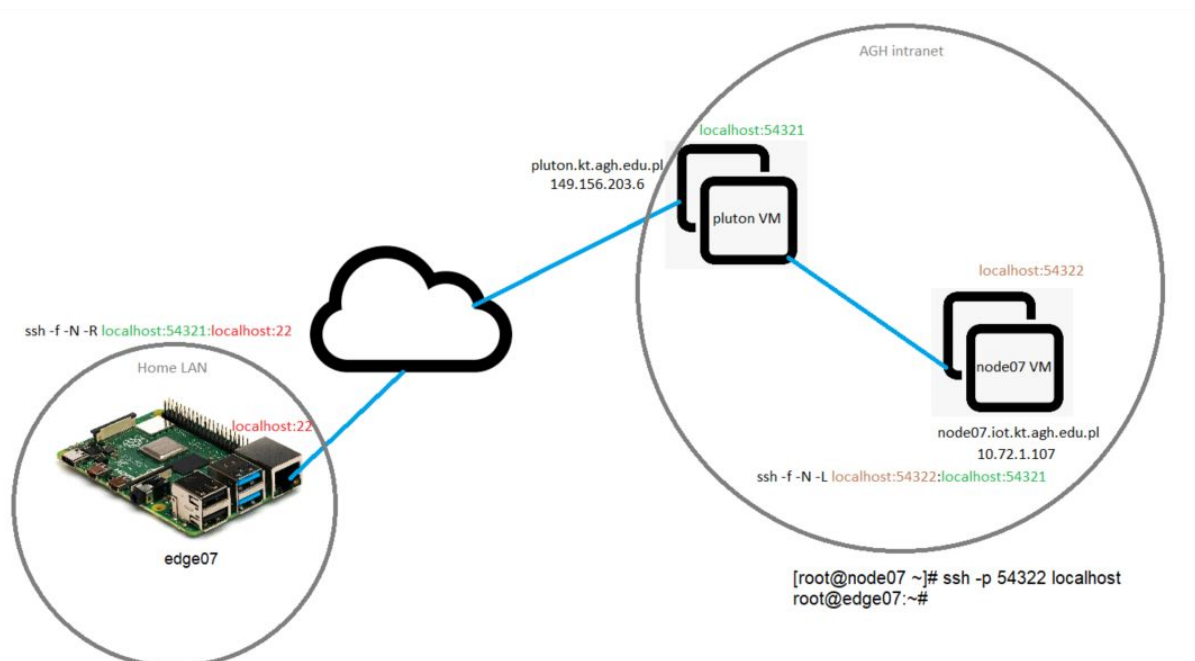 AGH intranet
localhost:54321
pluton.kt.agh.edu.pl
149.156.203.6
pluton VM
localhost:54322
ssh -f -N -R localhost:54321:localhost:22
Home LAN
node07 VM
localhost:22
node07.iot.kt.agh.edu.pl
10.72.1.107
ssh -f -N -L localhost:54322:localhost:54321
edge07
[root@node07 ~]# ssh -p 54322 localhost
root@edge07:~#